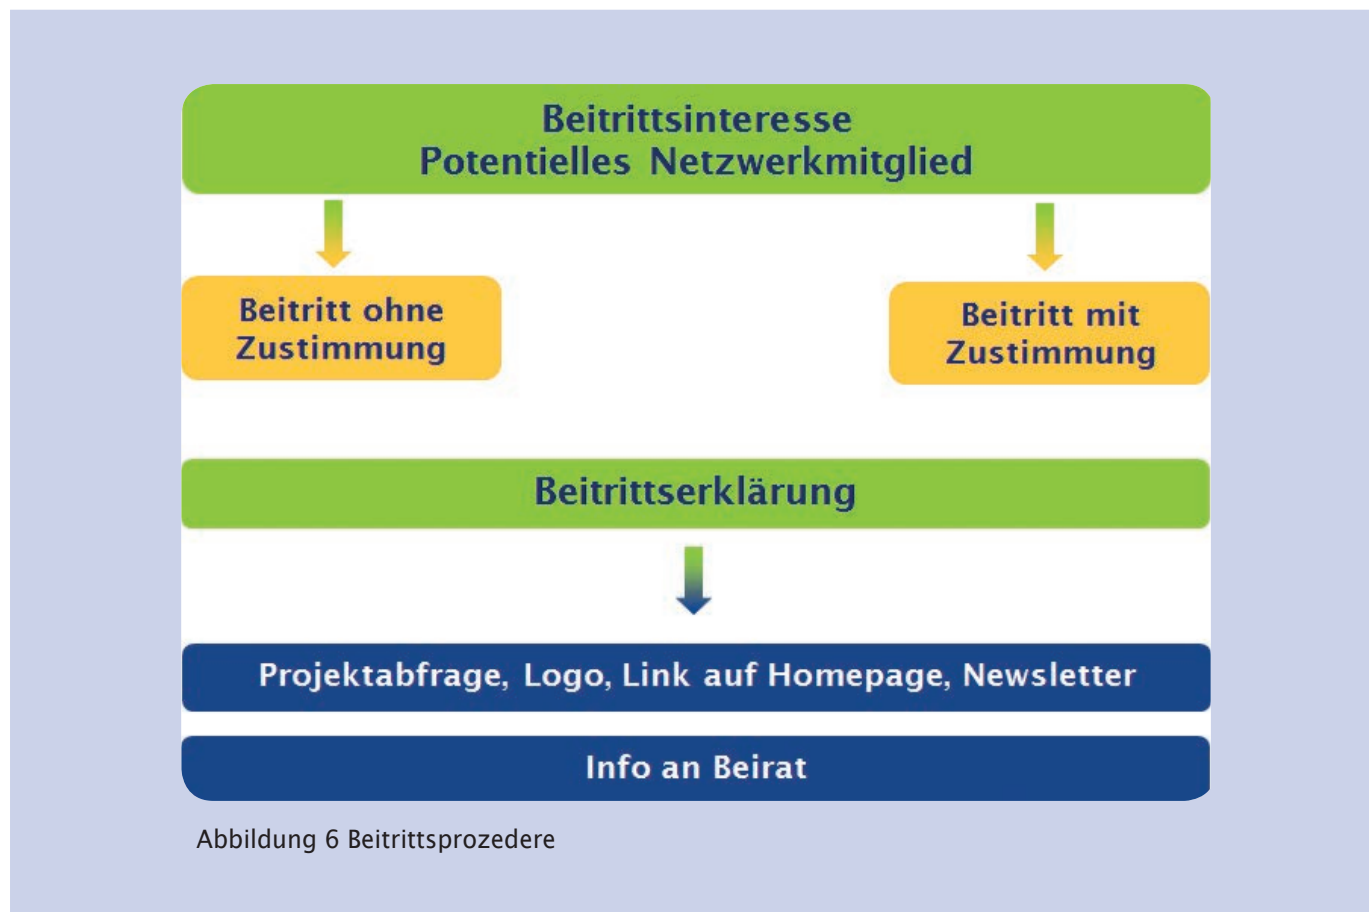 Beitrittsinteresse
Potentielles Netzwerkmitglied
Beitritt ohne
Zustimmung
Beitritt mit
Zustimmung
Beitrittserklärung
Projektabfrage, Logo, Link auf Homepage, Newsletter
Info an Beirat
Abbildung 6 Beitrittsprozedere